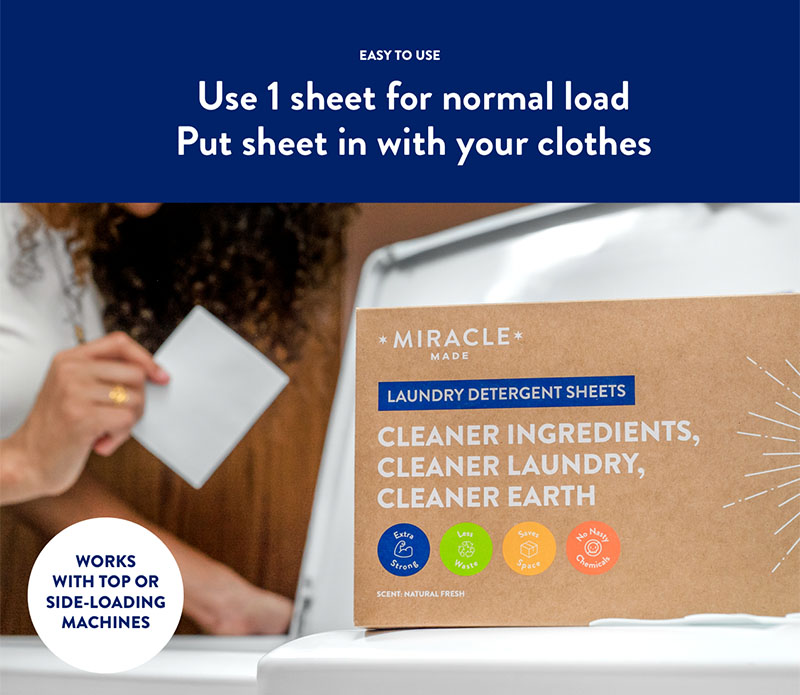 EASY TO USE
Use 1 sheet for normal load
Put sheet in with your clothes
*MIRACLE*
MADE
LAUNDRY DETERGENT SHEETS
CLEANER INGREDIENTS,
CLEANER LAUNDRY,
CLEANER EARTH
Extra
Strong
Less
Waste
Saves
Space
No Nasty
Chemicals
SCENT: NATURAL FRESH
WORKS
WITH TOP OR
SIDE-LOADING
MACHINES